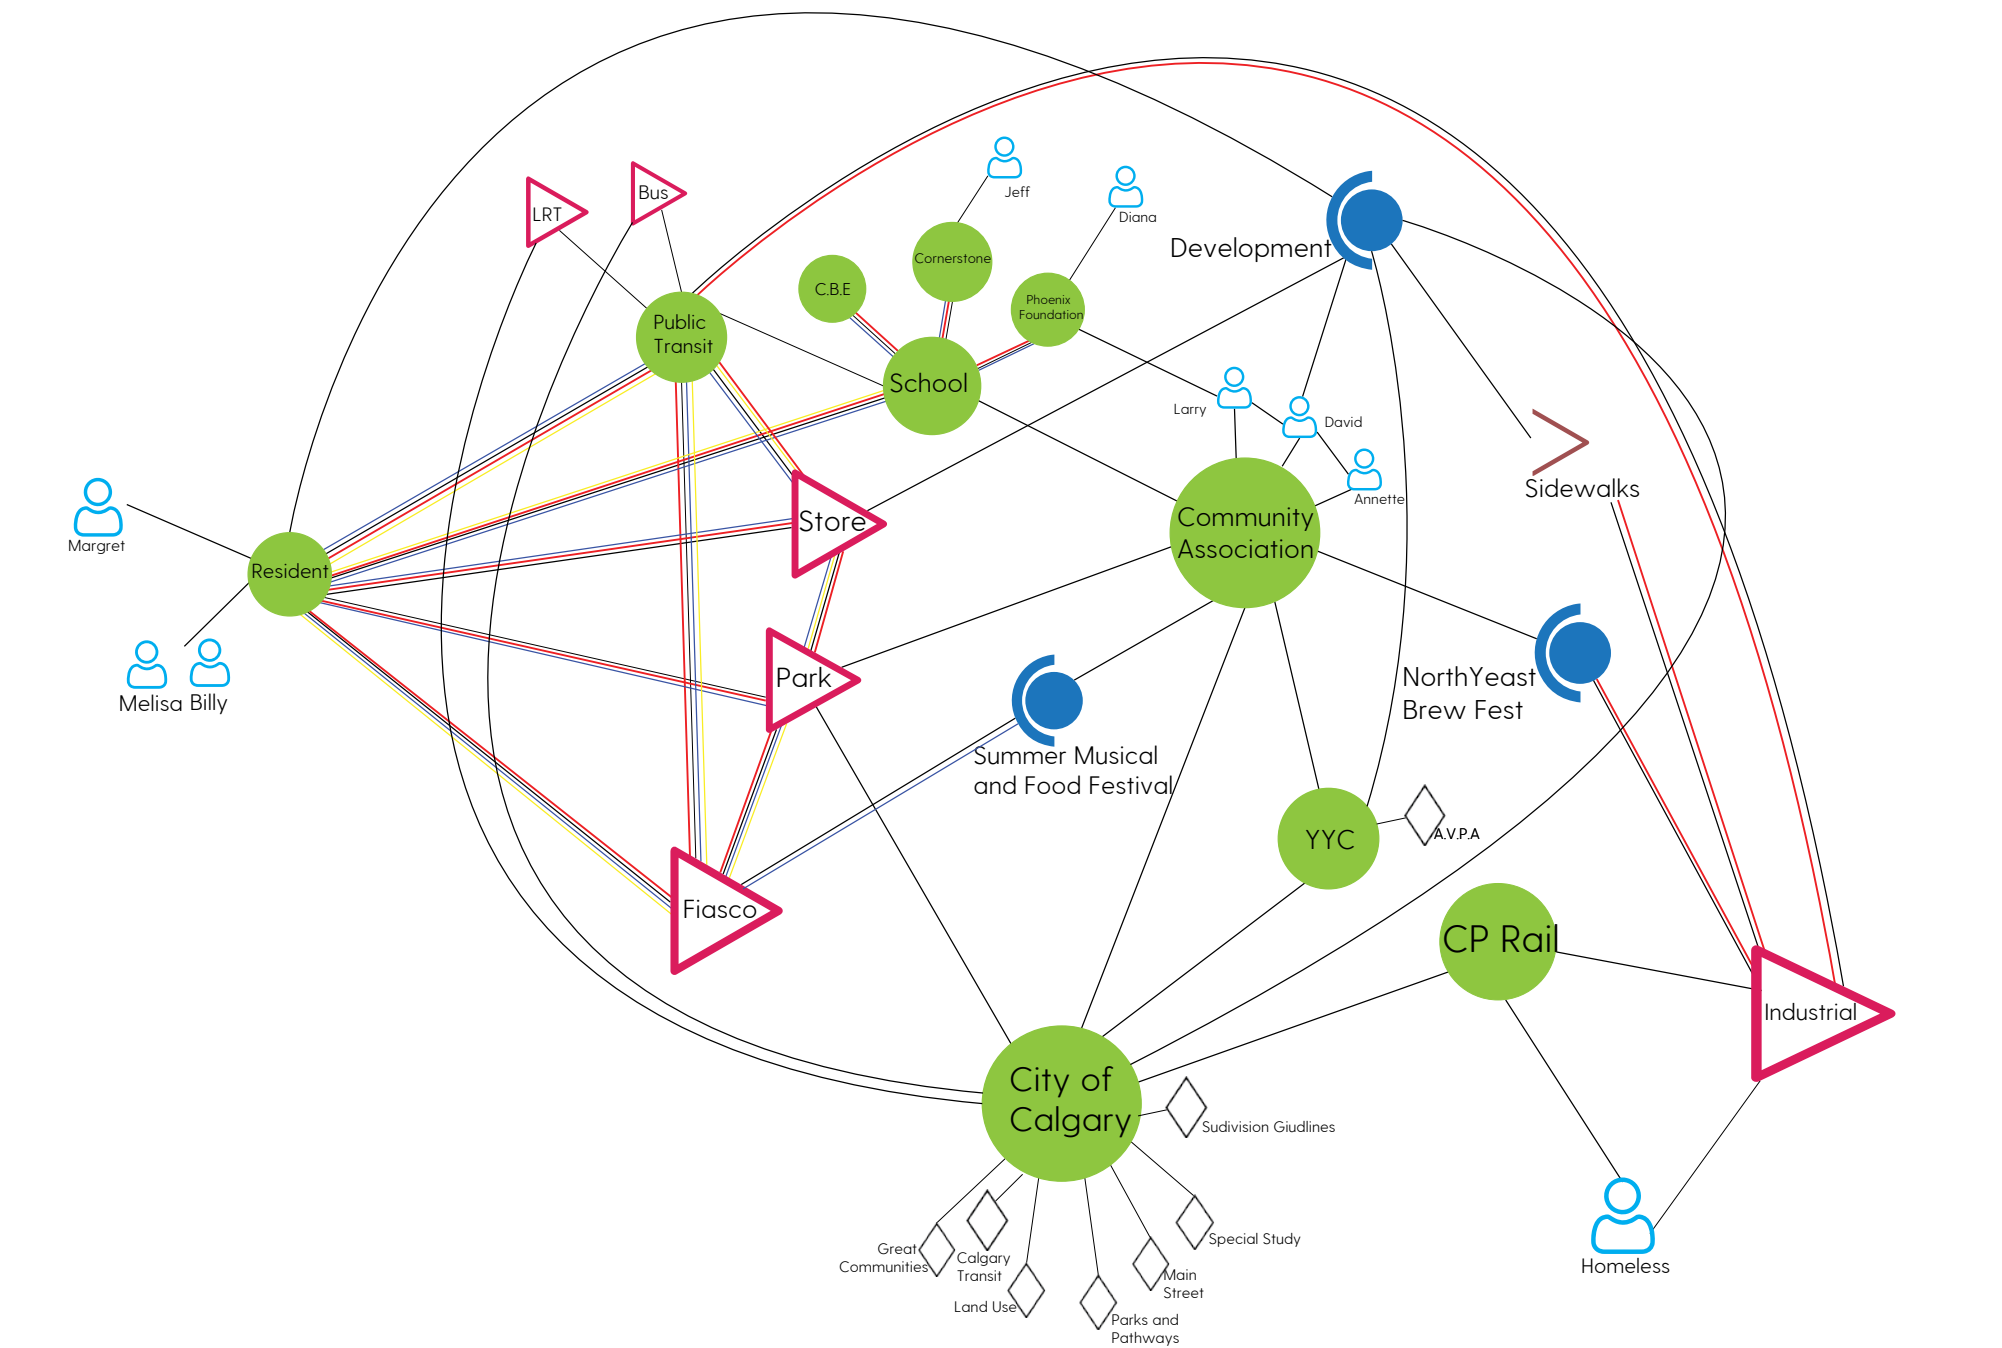 Jeff
Bus
LRT
Diana
Development
Cornerstone
C.B.E
Phoenix
Foundation
Public
Transit
School
Larry
David
Sidewalks
Annette
Store
Community
Association
Margret
Resident
Park
NorthYeast
Brew Fest
Melisa Billy
Summer Musical
and Food Festival
YYC
A.V.P.A
Fiasco
CP Rail
Industrial
City of
Calgary
Sudivision Giudlines
Special Study
Great
Communities
Calgary
Transit
Main
Street
Land Use
Parks and
Pathways
Homeless